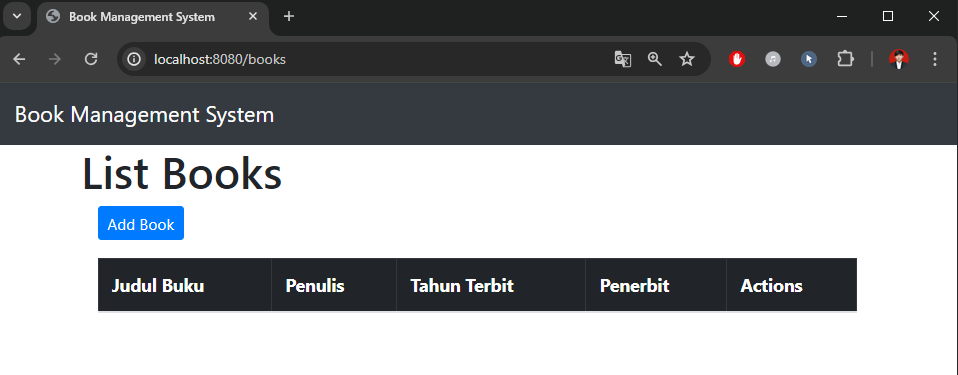 Book Management System
localhost:8080/books
Book Management System
List Books
Add Book
Judul Buku Penulis Tahun Terbit Penerbit Actions